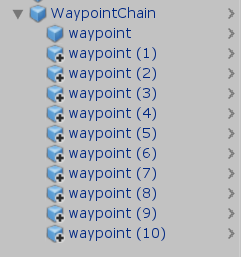 WaypointChain
waypoint
waypoint (1)
waypoint (2)
waypoint (3)
waypoint (4)
waypoint (5)
waypoint (6)
waypoint (7)
waypoint (8)
waypoint (9)
waypoint (10)